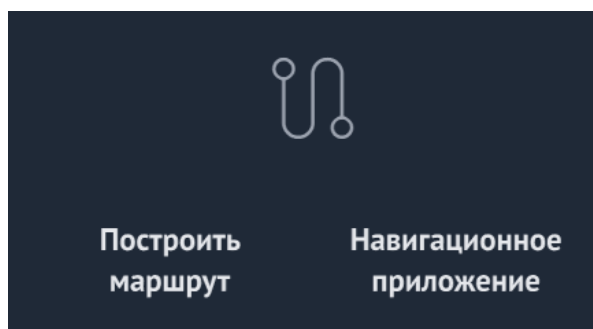 Построить
маршрут
Навигационное
приложение